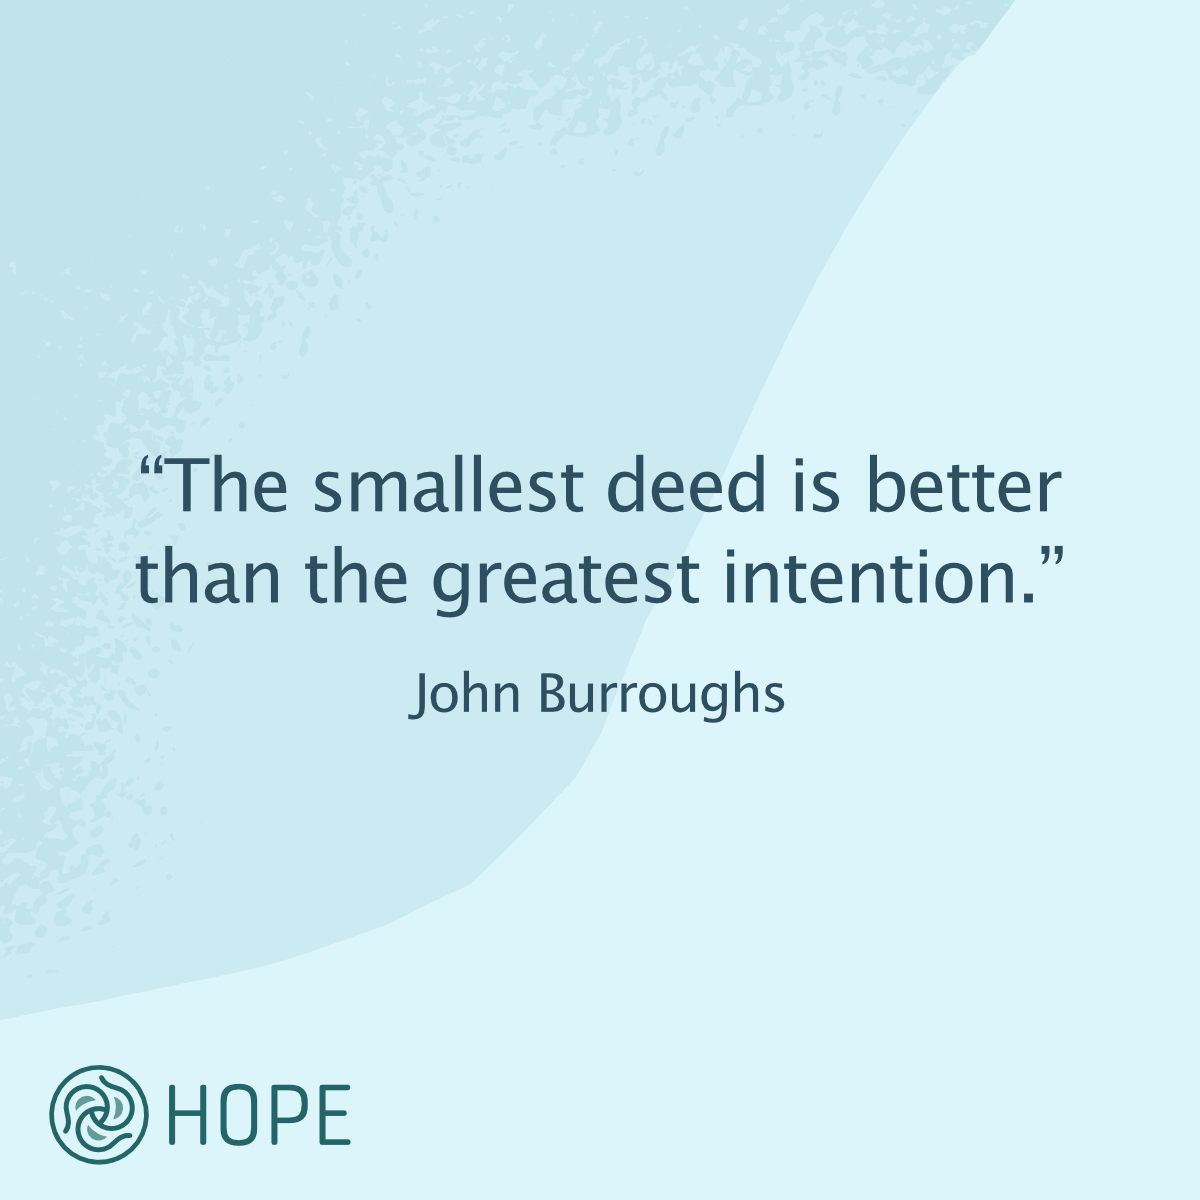 “The smallest deed is better
than the greatest intention.”
John Burroughs
HOPE